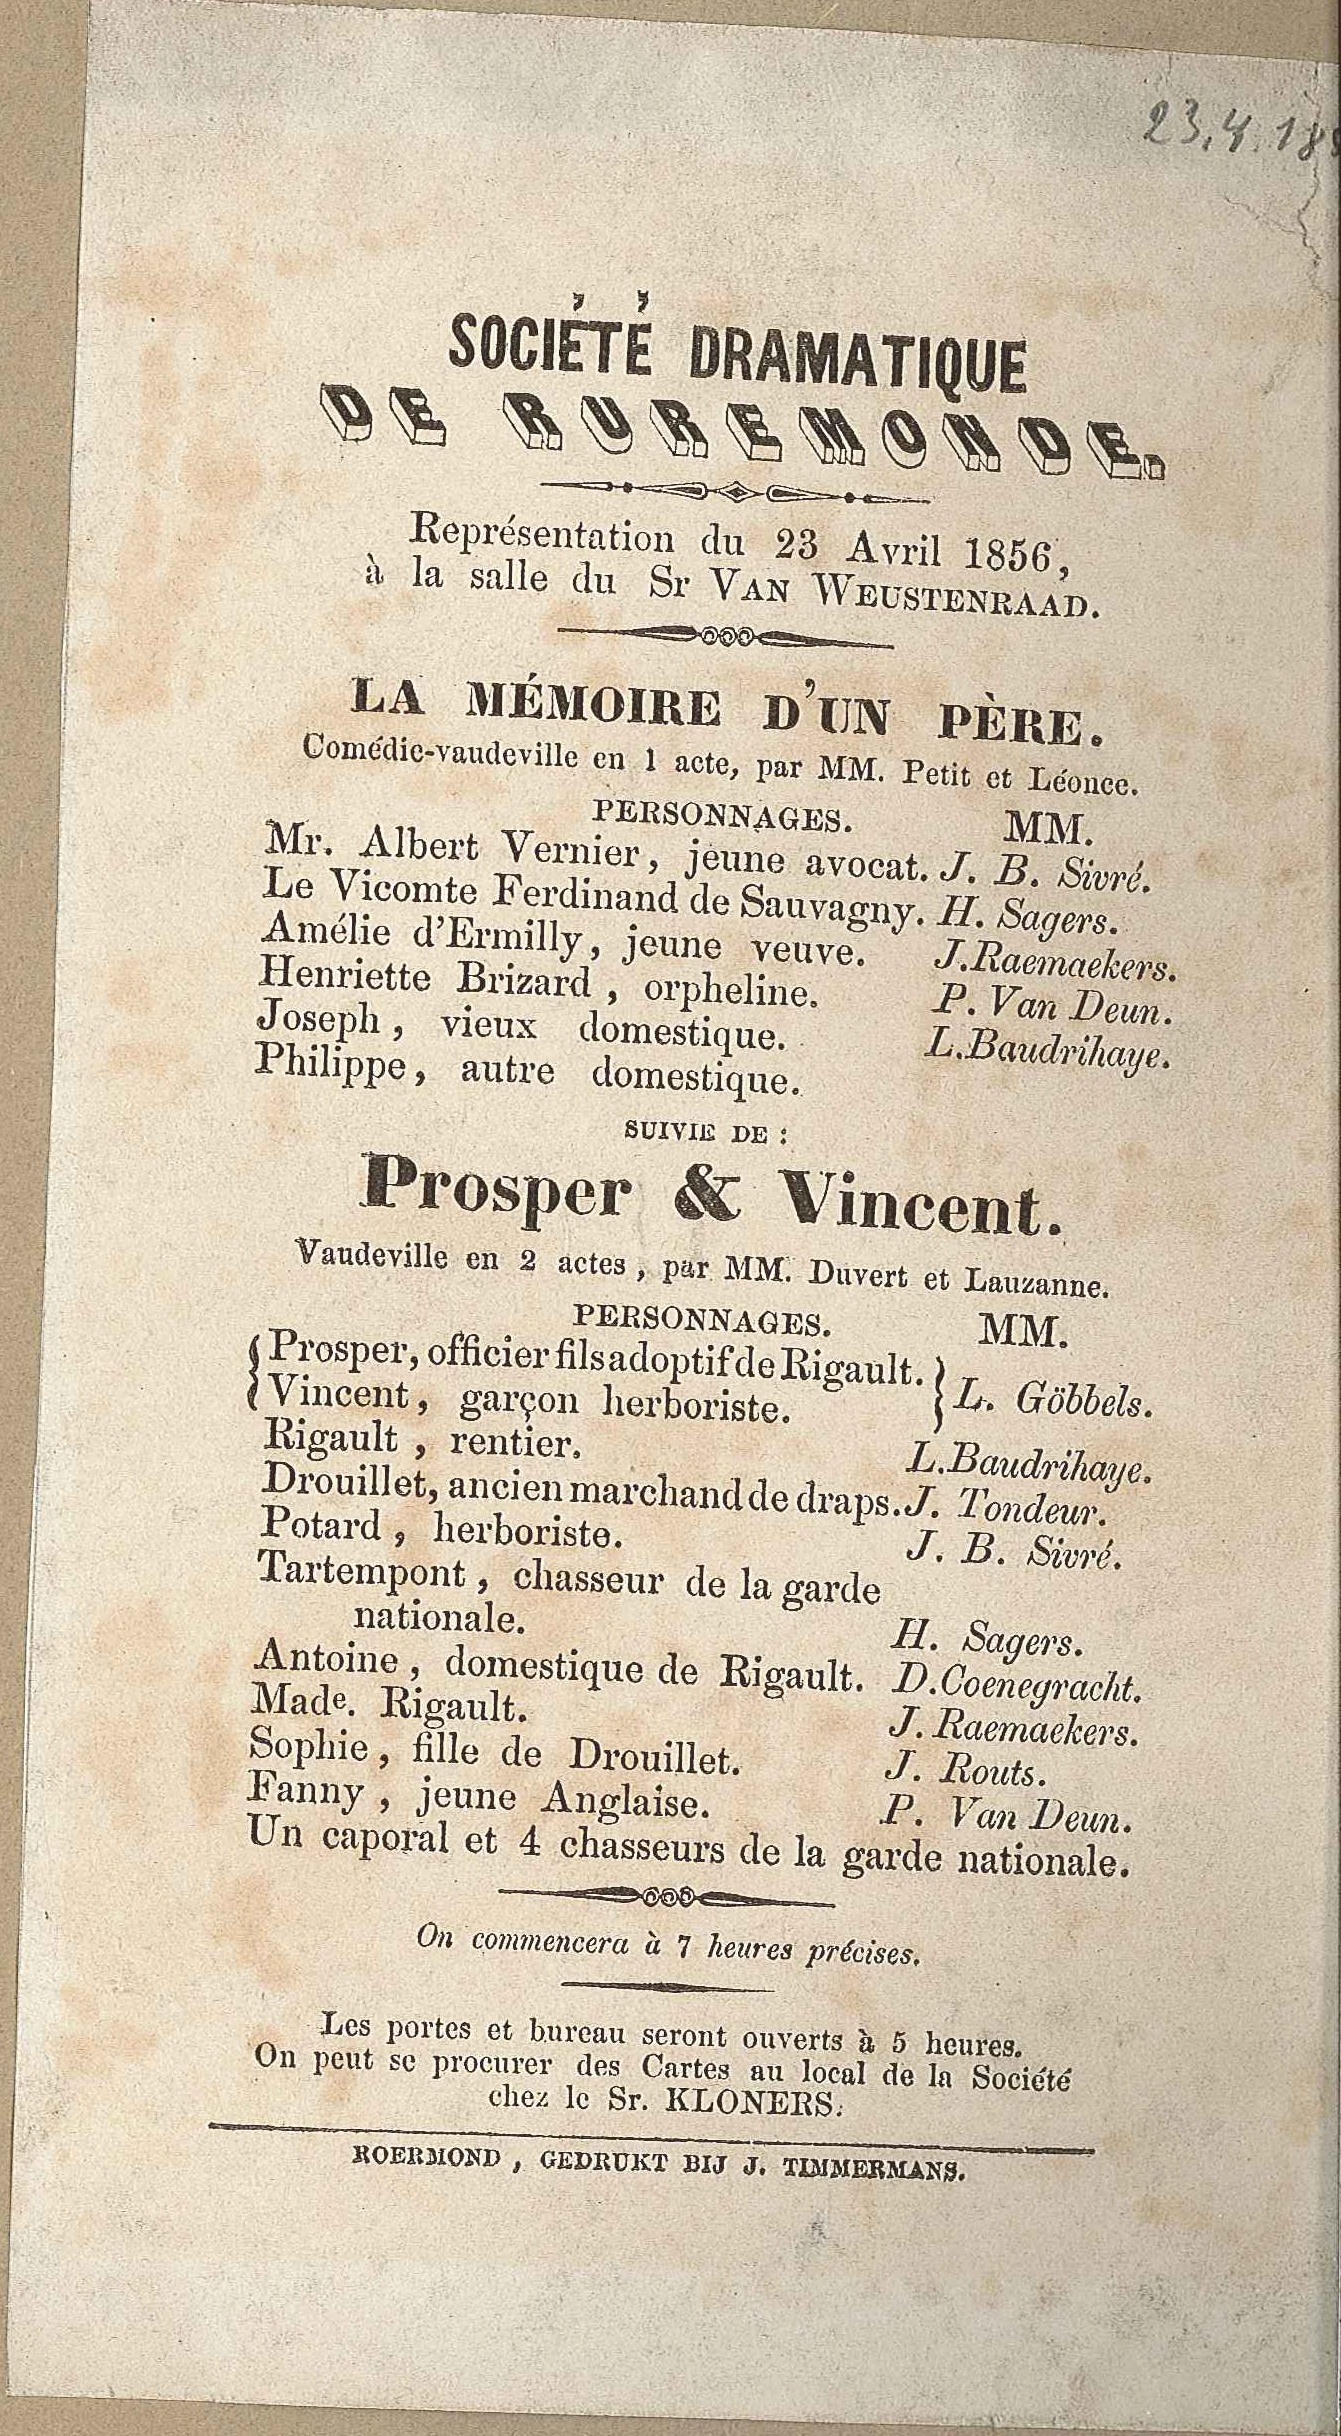 23.4.18
SOCIÉTÉ DRAMATIQUE
DE RUREMONDE.
Représentation du 23 Avril 1856,
à la salle du Sr VAN WEUSTENRAAD.
LA MÉMOIRE D'UN PÈRE.
Comédie-vaudeville en 1 acte, par MM. Petit et Léonce.
PERSONNAGES. MM.
Mr. Albert Vernier, jeune avocat. J. B. Sivré.
Le Vicomte Ferdinand de Sauvagny. H. Sagers.
Amélie d'Ermilly, jeune veuve. J. Raemaekers.
Henriette Brizard, orpheline. P. Van Deun.
Joseph, vieux domestique. L. Baudrihaye.
Philippe, autre domestique.
SUIVIE DE :
Prosper & Vincent.
Vaudeville en 2 actes, par MM. Duvert et Lauzanne.
PERSONNAGES. MM.
{Prosper, officier fils adoptif de Rigault.}
{Vincent, garçon herboriste.} L. Göbbels.
Rigault, rentier. L. Baudrihaye.
Drouillet, ancien marchand de draps. J. Tondeur.
Potard, herboriste. J. B. Sivré.
Tartempont, chasseur de la garde
nationale. H. Sagers.
Antoine, domestique de Rigault. D. Coenegracht.
Made. Rigault. J. Raemaekers.
Sophie, fille de Drouillet. J. Routs.
Fanny, jeune Anglaise. P. Van Deun.
Un caporal et 4 chasseurs de la garde nationale.
On commencera à 7 heures précises.
Les portes et bureau seront ouverts à 5 heures.
On peut se procurer des Cartes au local de la Société
chez le Sr. KLONERS.
ROERMOND, GEDRUKT BIJ J. TIMMERMANS.